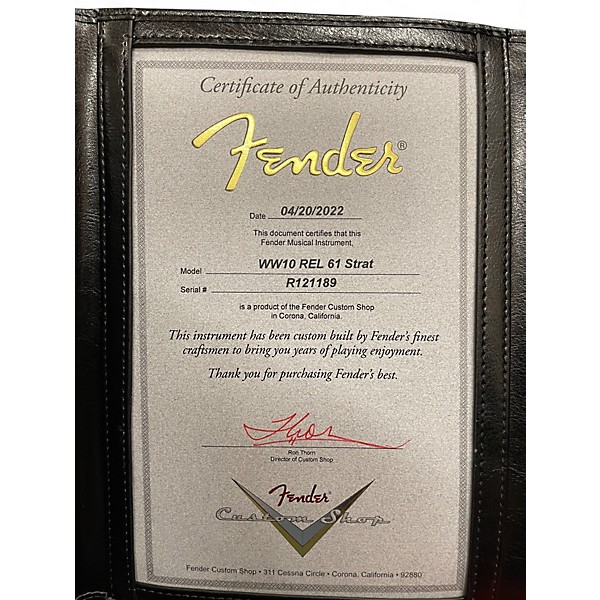 Certificate of Authenticity
Fender®
Date 04/20/2022
This document certifies that this
Fender Musical Instrument,
Model WW10 REL 61 Strat
Serial # R121189
is a product of the Fender Custom Shop
in Corona, California.
This instrument has been custom built by Fender's finest
craftsmen to bring you years of playing enjoyment.
Thank you for purchasing Fender's best.
Ron Thorn
Director of Custom Shop
Fender
Custom Shop
Fender Custom Shop • 311 Cessna Circle • Corona, California • 92880